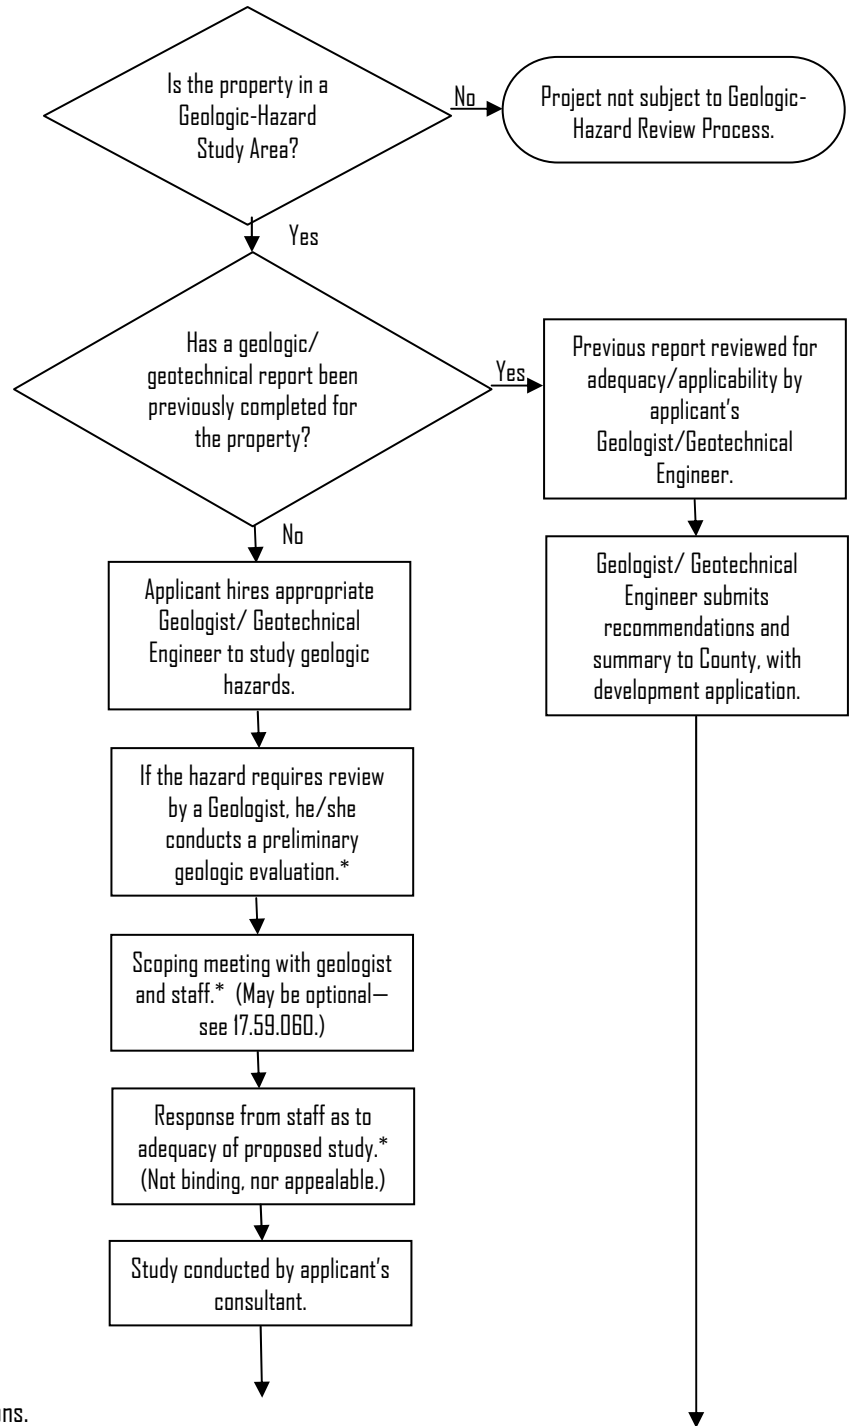 Is the property in a
Geologic-Hazard
Study Area?
No
Project not subject to Geologic-
Hazard Review Process.
Yes
Has a geologic/
geotechnical report been
previously completed for
the property?
Yes
Previous report reviewed for
adequacy/applicability by
applicant's
Geologist/Geotechnical
Engineer.
No
Applicant hires appropriate
Geologist/ Geotechnical
Engineer to study geologic
hazards.
Geologist/ Geotechnical
Engineer submits
recommendations and
summary to County, with
development application.
If the hazard requires review
by a Geologist, he/she
conducts a preliminary
geologic evaluation.*
Scoping meeting with geologist
and staff.* (May be optional—
see 17.59.060.)
Response from staff as to
adequacy of proposed study.*
(Not binding, nor appealable.)
Study conducted by applicant's
consultant.